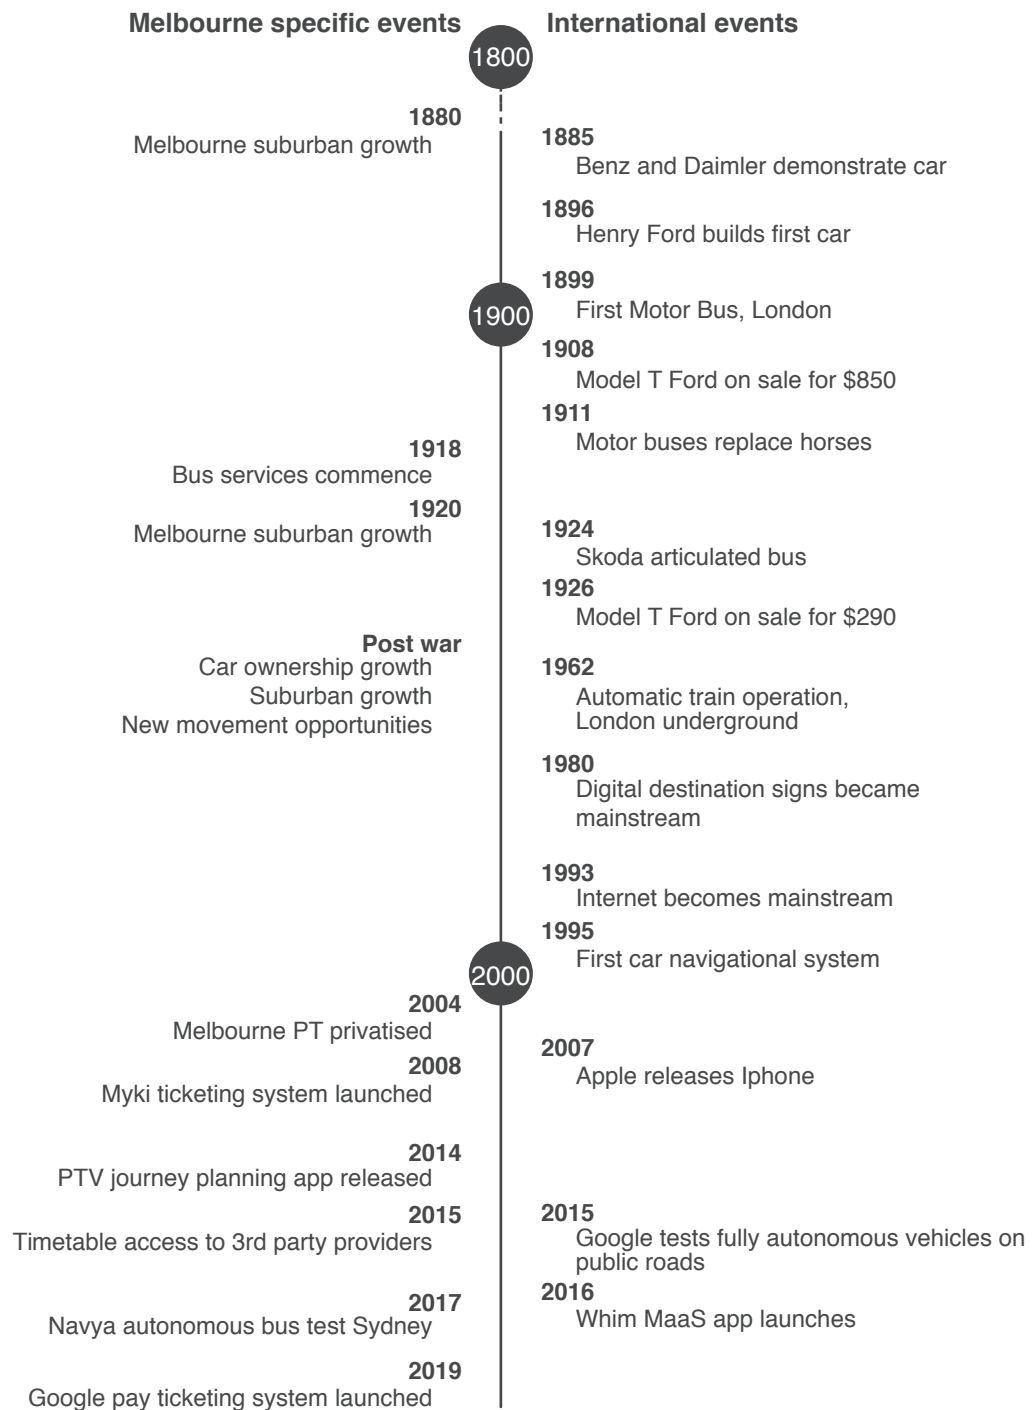 Melbourne specific events
International events
1800
1880
Melbourne suburban growth
1885
Benz and Daimler demonstrate car
1896
Henry Ford builds first car
1899
First Motor Bus, London
1900
1908
Model T Ford on sale for $850
1911
Motor buses replace horses
1918
Bus services commence
1920
Melbourne suburban growth
1924
Skoda articulated bus
1926
Model T Ford on sale for $290
Post war
Car ownership growth
Suburban growth
New movement opportunities
1962
Automatic train operation,
London underground
1980
Digital destination signs became
mainstream
1993
Internet becomes mainstream
1995
First car navigational system
2000
2004
Melbourne PT privatised
2007
Apple releases Iphone
2008
Myki ticketing system launched
2014
PTV journey planning app released
2015
Timetable access to 3rd party providers
2015
Google tests fully autonomous vehicles on
public roads
2016
Whim MaaS app launches
2017
Navya autonomous bus test Sydney
2019
Google pay ticketing system launched